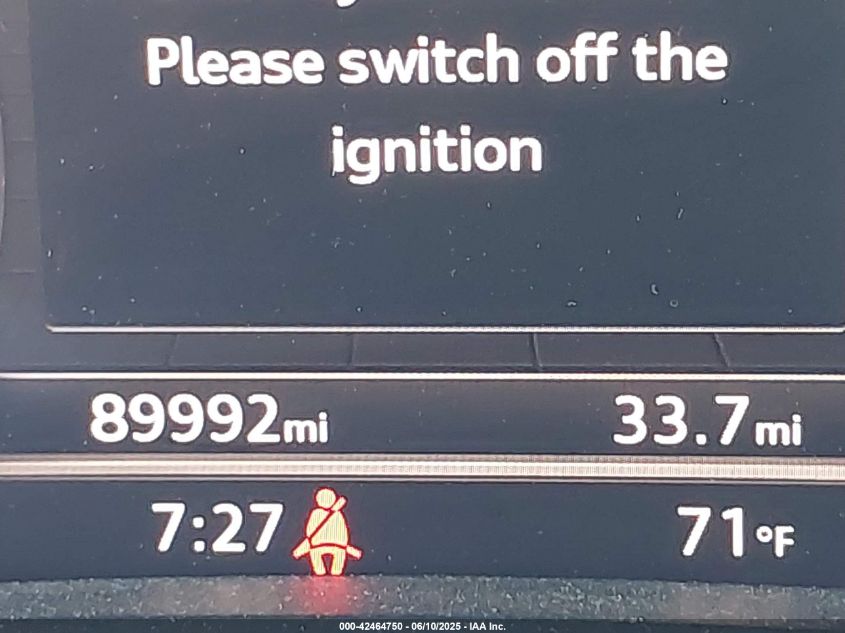 Please switch off the
ignition
89992mi 33.7mi
7:27 71°F
000-42464750 - 06/10/2025 - IAA Inc.